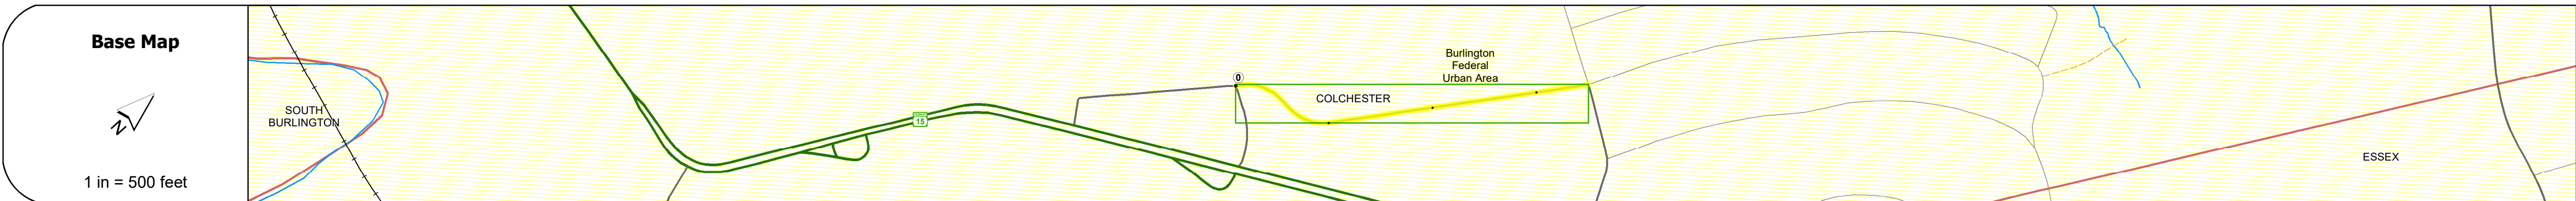 Base Map
N
1 in = 500 feet
SOUTH
BURLINGTON
15
0
Burlington
Federal
Urban Area
COLCHESTER
ESSEX